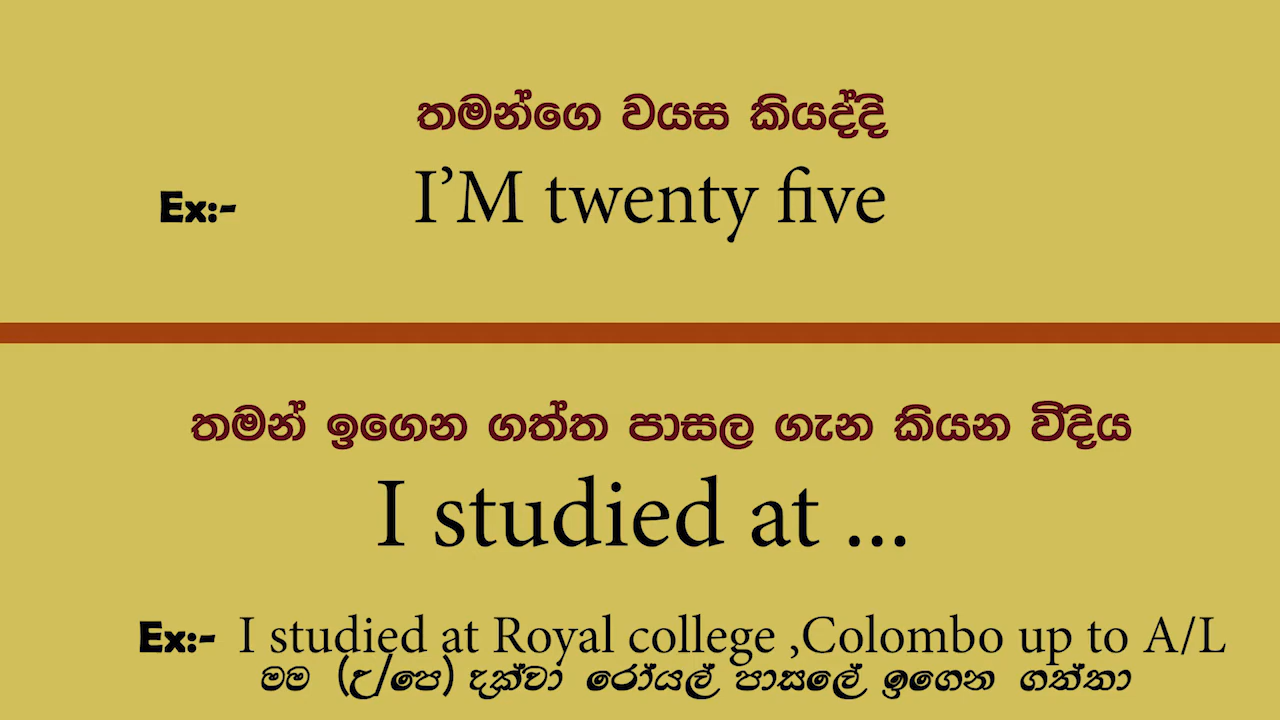 තමන්ගෙ වයස කියද්දි
Ex:- I’M twenty five
තමන් ඉගෙන ගත්ත පාසල ගැන කියන විදිය
I studied at ...
Ex:- I studied at Royal college ,Colombo up to A/L
මම (උ/පෙ) දක්වා රෝයල් පාසලේ ඉගෙන ගත්තා